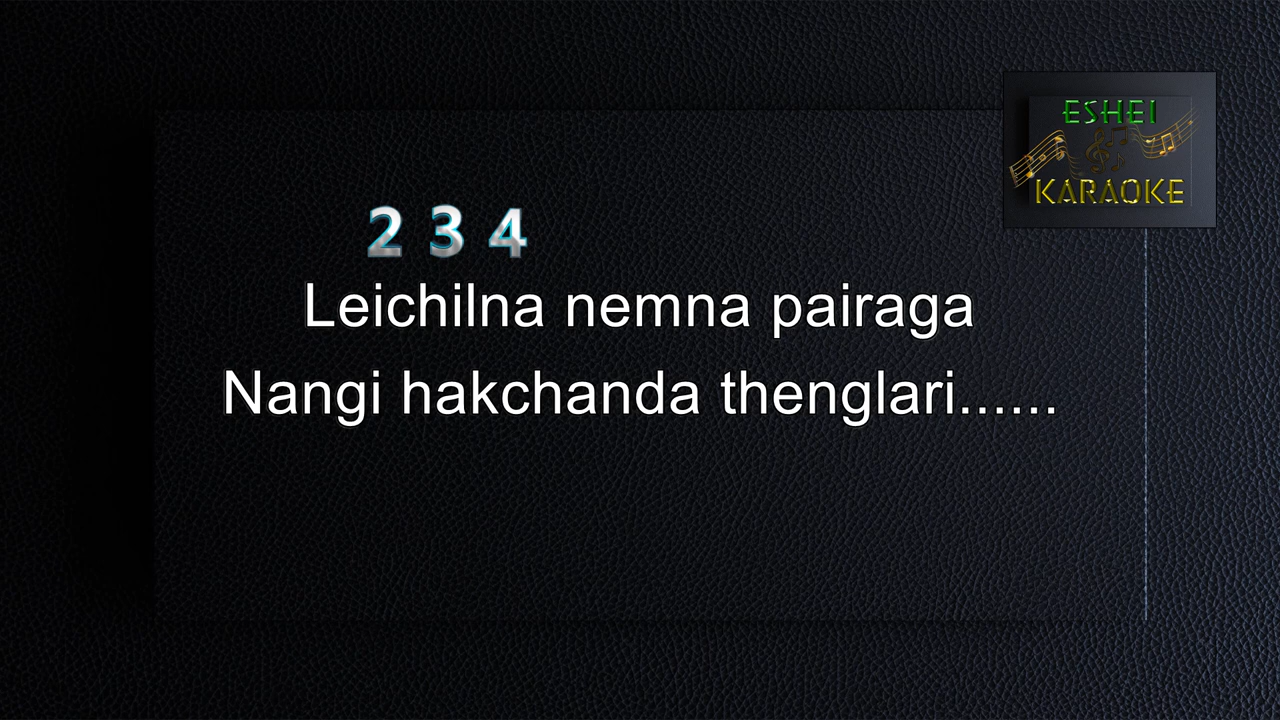 ESHEI
KARAOKE
2 3 4
Leichilna nemna pairaga
Nangi hakchanda thenglari......